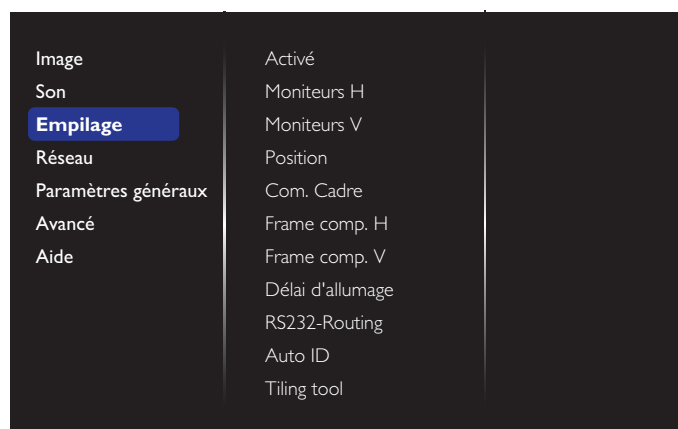 Image
Son
Empilage
Réseau
Paramètres généraux
Avancé
Aide
Activé
Moniteurs H
Moniteurs V
Position
Com. Cadre
Frame comp. H
Frame comp. V
Délai d'allumage
RS232-Routing
Auto ID
Tiling tool